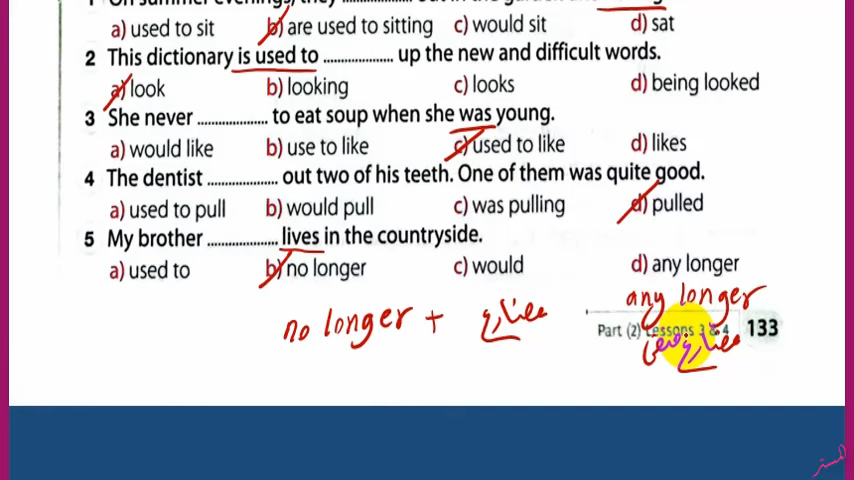 a) used to sit b) are used to sitting c) would sit d) sat
2 This dictionary is used to .................... up the new and difficult words.
a) look b) looking c) looks d) being looked
3 She never .................... to eat soup when she was young.
a) would like b) use to like c) used to like d) likes
4 The dentist .................... out two of his teeth. One of them was quite good.
a) used to pull b) would pull c) was pulling d) pulled
5 My brother .................... lives in the countryside.
a) used to b) no longer c) would d) any longer
no longer + مضارع
any longer
Part (2) Lessons 3 & 4 133
مضارع منفي